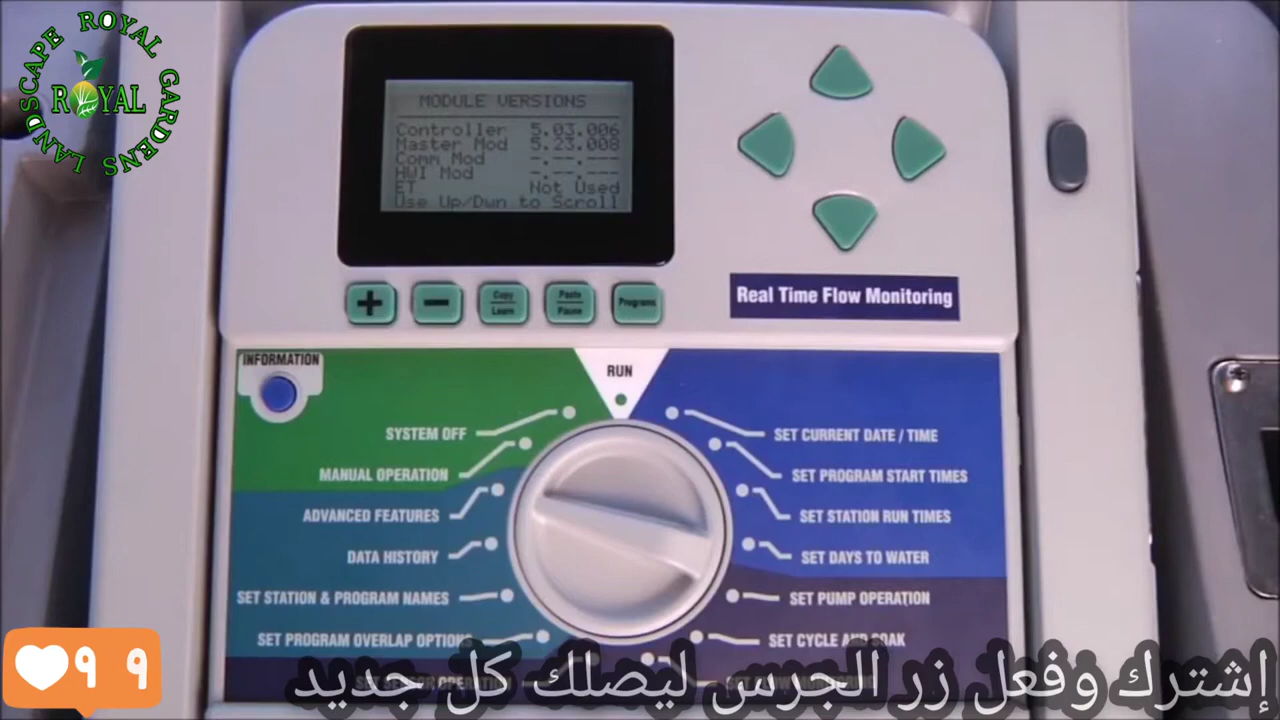 LANDSCAPE ROYAL GARDENS
ROYAL
MODULE VERSIONS
Controller 5.03.006
Master Mod 5.23.008
Comm Mod -.--.---
HWI Mod -.--.---
ET Not Used
Use Up/Dwn to Scroll
+ - Copy Learn Paste Pause Programs
Real Time Flow Monitoring
INFORMATION
RUN
SYSTEM OFF
SET CURRENT DATE / TIME
MANUAL OPERATION
SET PROGRAM START TIMES
ADVANCED FEATURES
SET STATION RUN TIMES
DATA HISTORY
SET DAYS TO WATER
SET STATION & PROGRAM NAMES
SET PUMP OPERATION
SET PROGRAM OVERLAP OPTIONS
SET CYCLE AND SOAK
SET SENSOR OPERATION
٩ ٩
إشترك وفعل زر الجرس ليصلك كل جديد